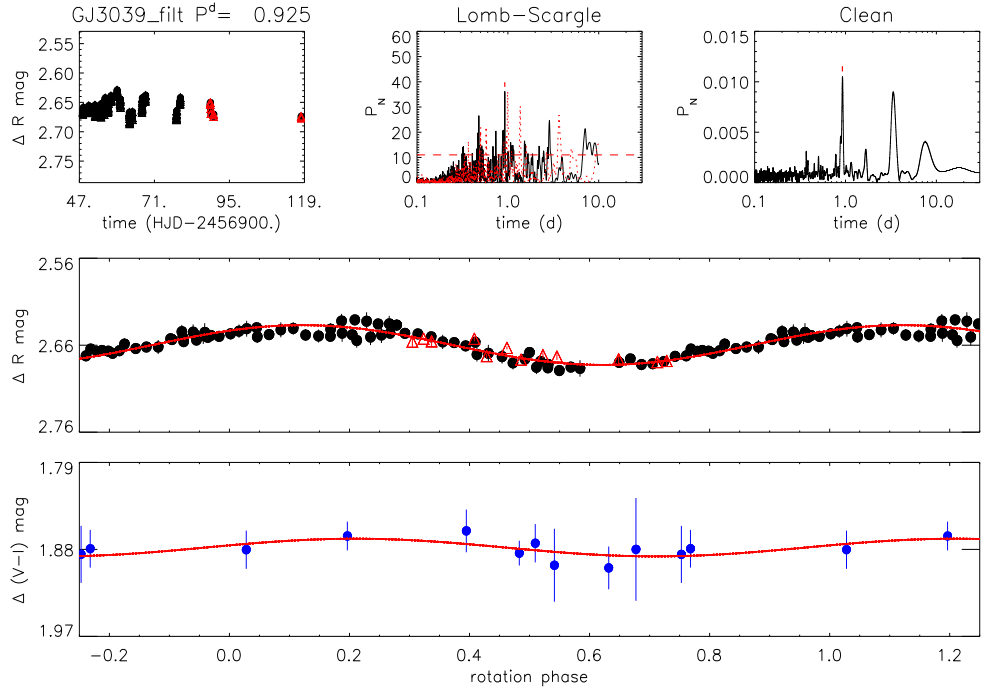 GJ3039_filt P^d= 0.925
Lomb-Scargle
Clean
2.55
2.60
2.65
2.70
2.75
Δ R mag
47. 71. 95. 119.
time (HJD-2456900.)
60
50
40
30
20
10
0
P_N
0.1 1.0 10.0
time (d)
0.015
0.010
0.005
0.000
P_N
0.1 1.0 10.0
time (d)
2.56
2.66
2.76
Δ R mag
1.79
1.88
1.97
Δ (V-I) mag
-0.2 0.0 0.2 0.4 0.6 0.8 1.0 1.2
rotation phase